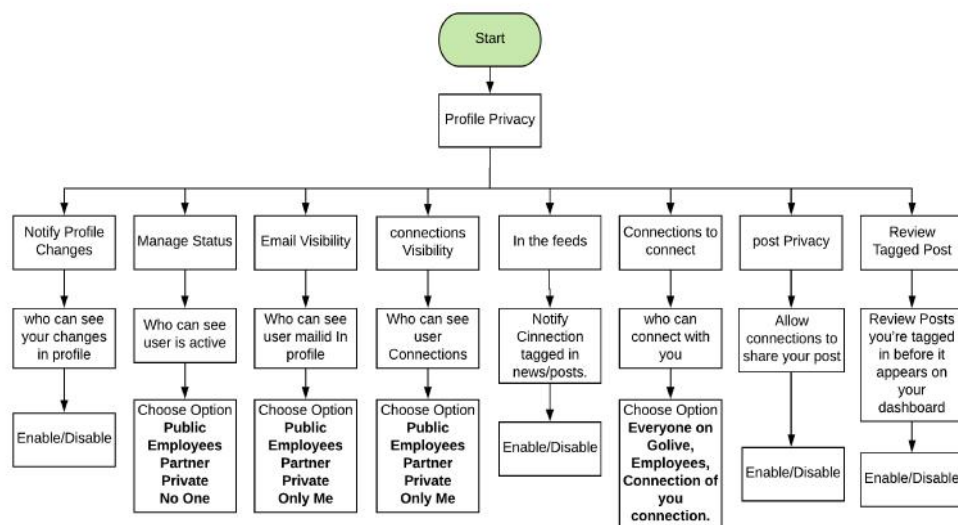 Start
Profile Privacy
Notify Profile
Changes
Manage Status
Email Visibility
connections
Visibility
In the feeds
Connections to
connect
post Privacy
Review
Tagged Post
who can see
your changes
in profile
Who can see
user is active
Who can see
user mailid In
profile
Who can see
user
Connections
Notify
Cinnection
tagged in
news/posts.
who can
connect with
you
Allow
connections to
share your post
Review Posts
you're tagged
in before it
appears on
your
dashboard
Enable/Disable
Choose Option
Public
Employees
Partner
Private
No One
Choose Option
Public
Employees
Partner
Private
Only Me
Choose Option
Public
Employees
Partner
Private
Only Me
Enable/Disable
Choose Option
Everyone on
Golive,
Employees,
Connection of
you
connection.
Enable/Disable
Enable/Disable